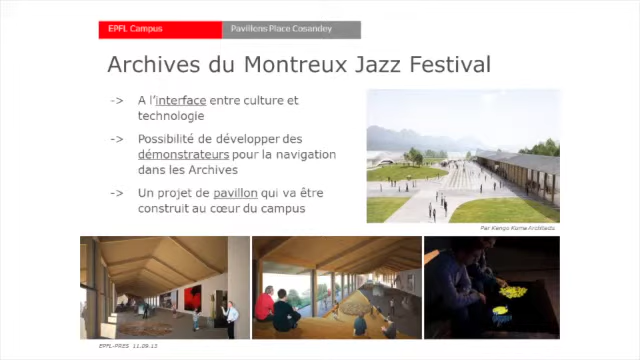 EPFL Campus
Pavillons Place Cosandey
Archives du Montreux Jazz Festival
-> A l'interface entre culture et
technologie
-> Possibilité de développer des
démonstrateurs pour la navigation
dans les Archives
-> Un projet de pavillon qui va être
construit au cœur du campus
Par Kengo Kuma Architects
EPFL-PRES 11.09.13